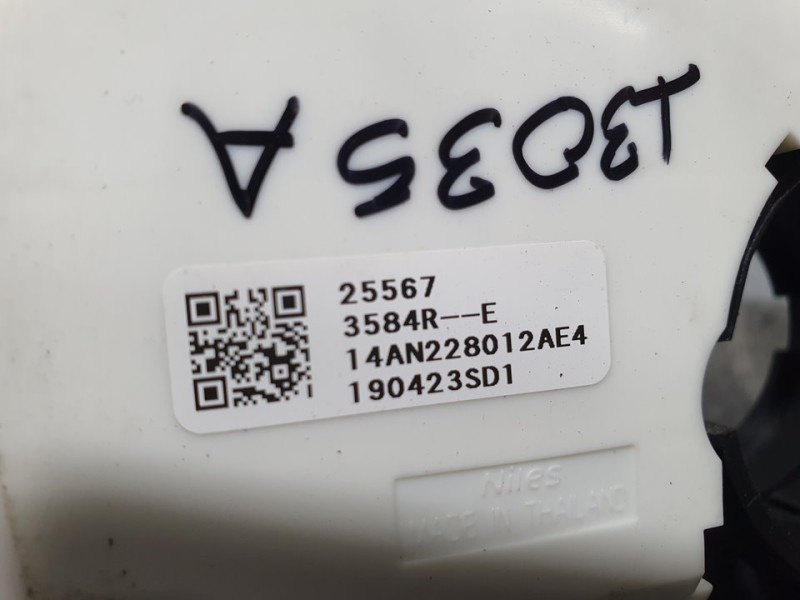 25567
3584R--E
14AN228012AE4
190423SD1
Niles
MADE IN THAILAND